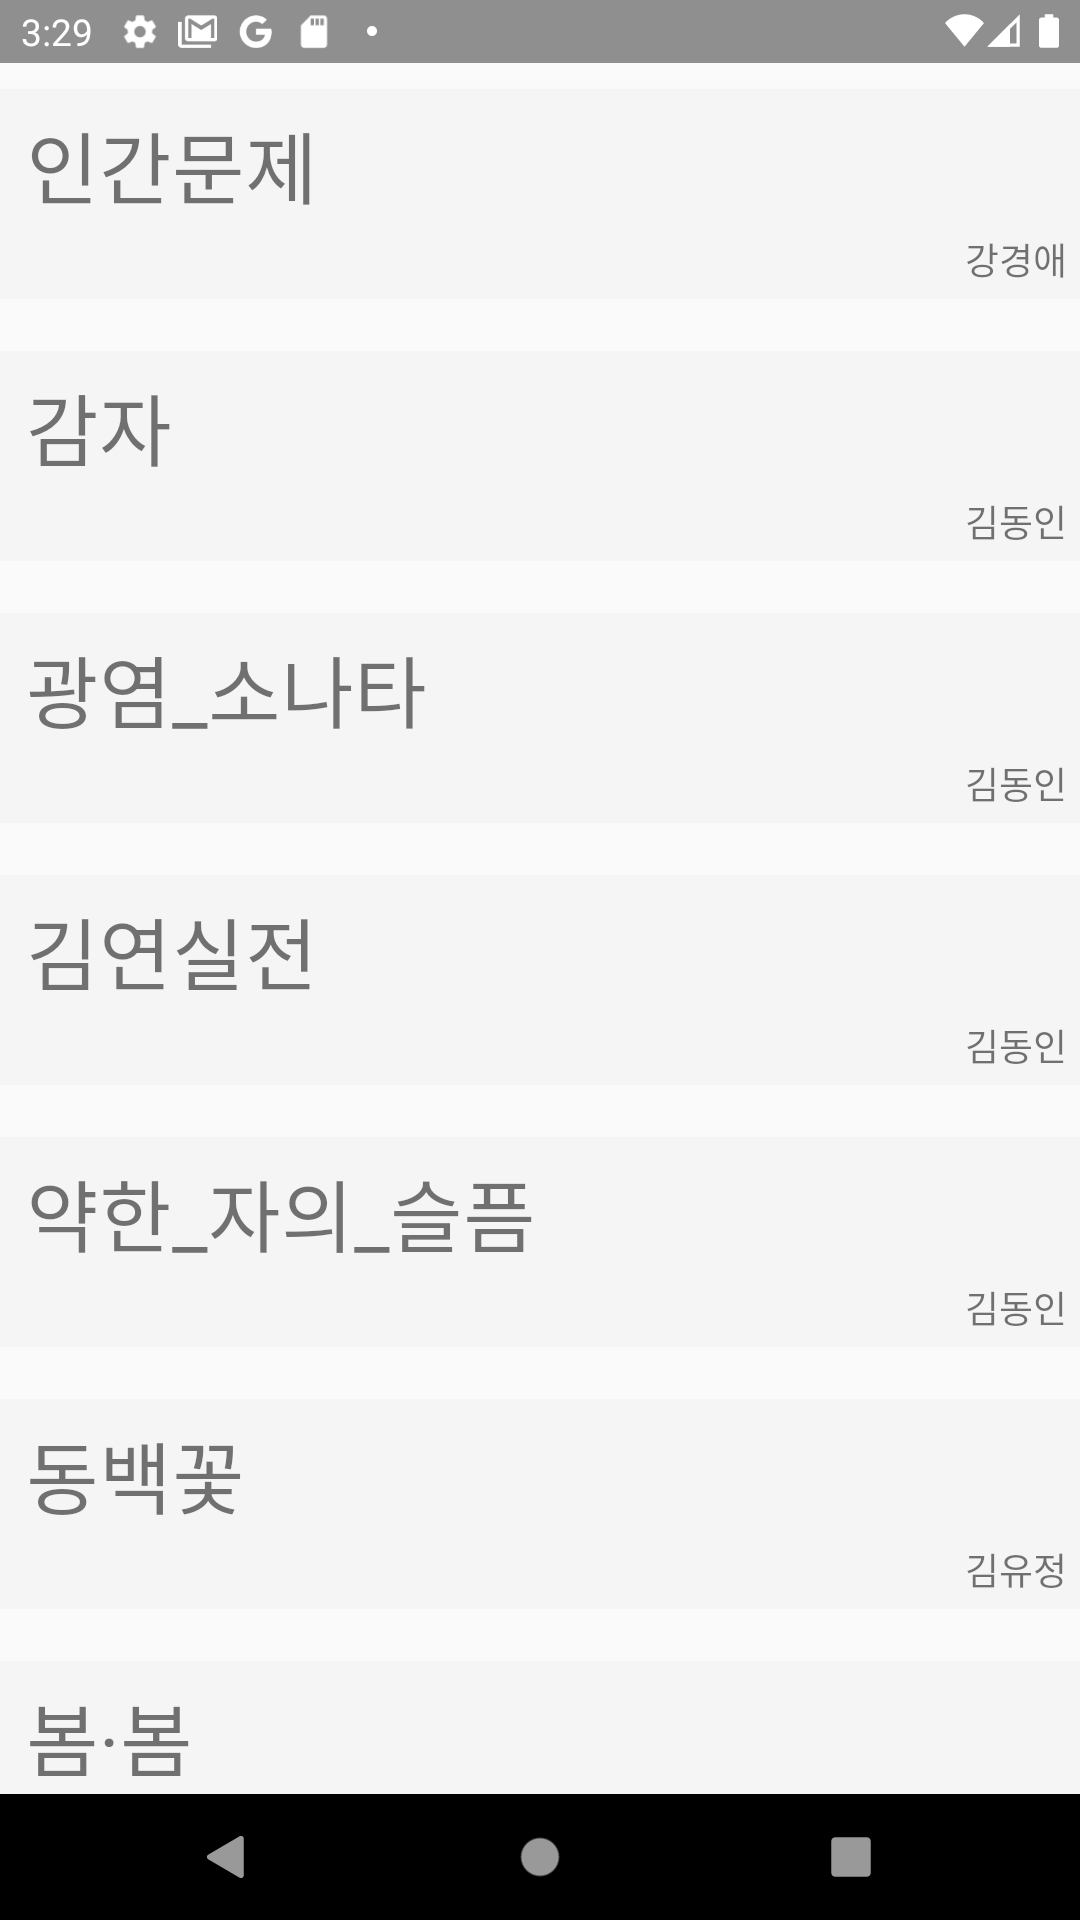 3:29
인간문제
강경애
감자
김동인
광염_소나타
김동인
김연실전
김동인
약한_자의_슬픔
김동인
동백꽃
김유정
봄·봄